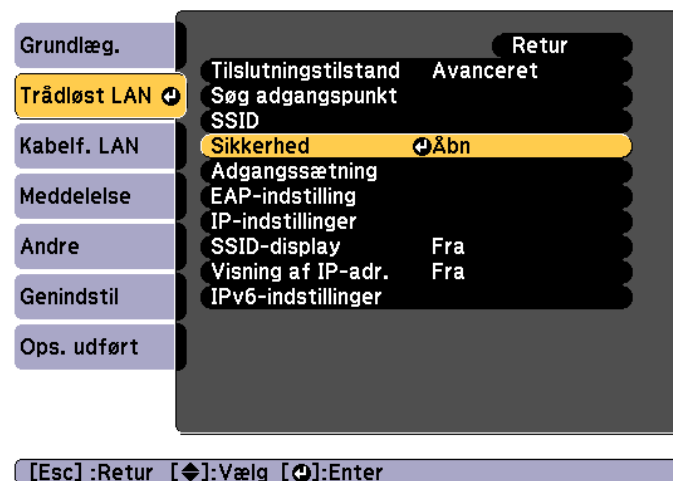 Grundlæg.
Trådløst LAN
Kabelf. LAN
Meddelelse
Andre
Genindstil
Ops. udført
Retur
Tilslutningstilstand Avanceret
Søg adgangspunkt
SSID
Sikkerhed Åbn
Adgangssætning
EAP-indstilling
IP-indstillinger
SSID-display Fra
Visning af IP-adr. Fra
IPv6-indstillinger
[Esc] :Retur [◆]:Vælg [↵]:Enter